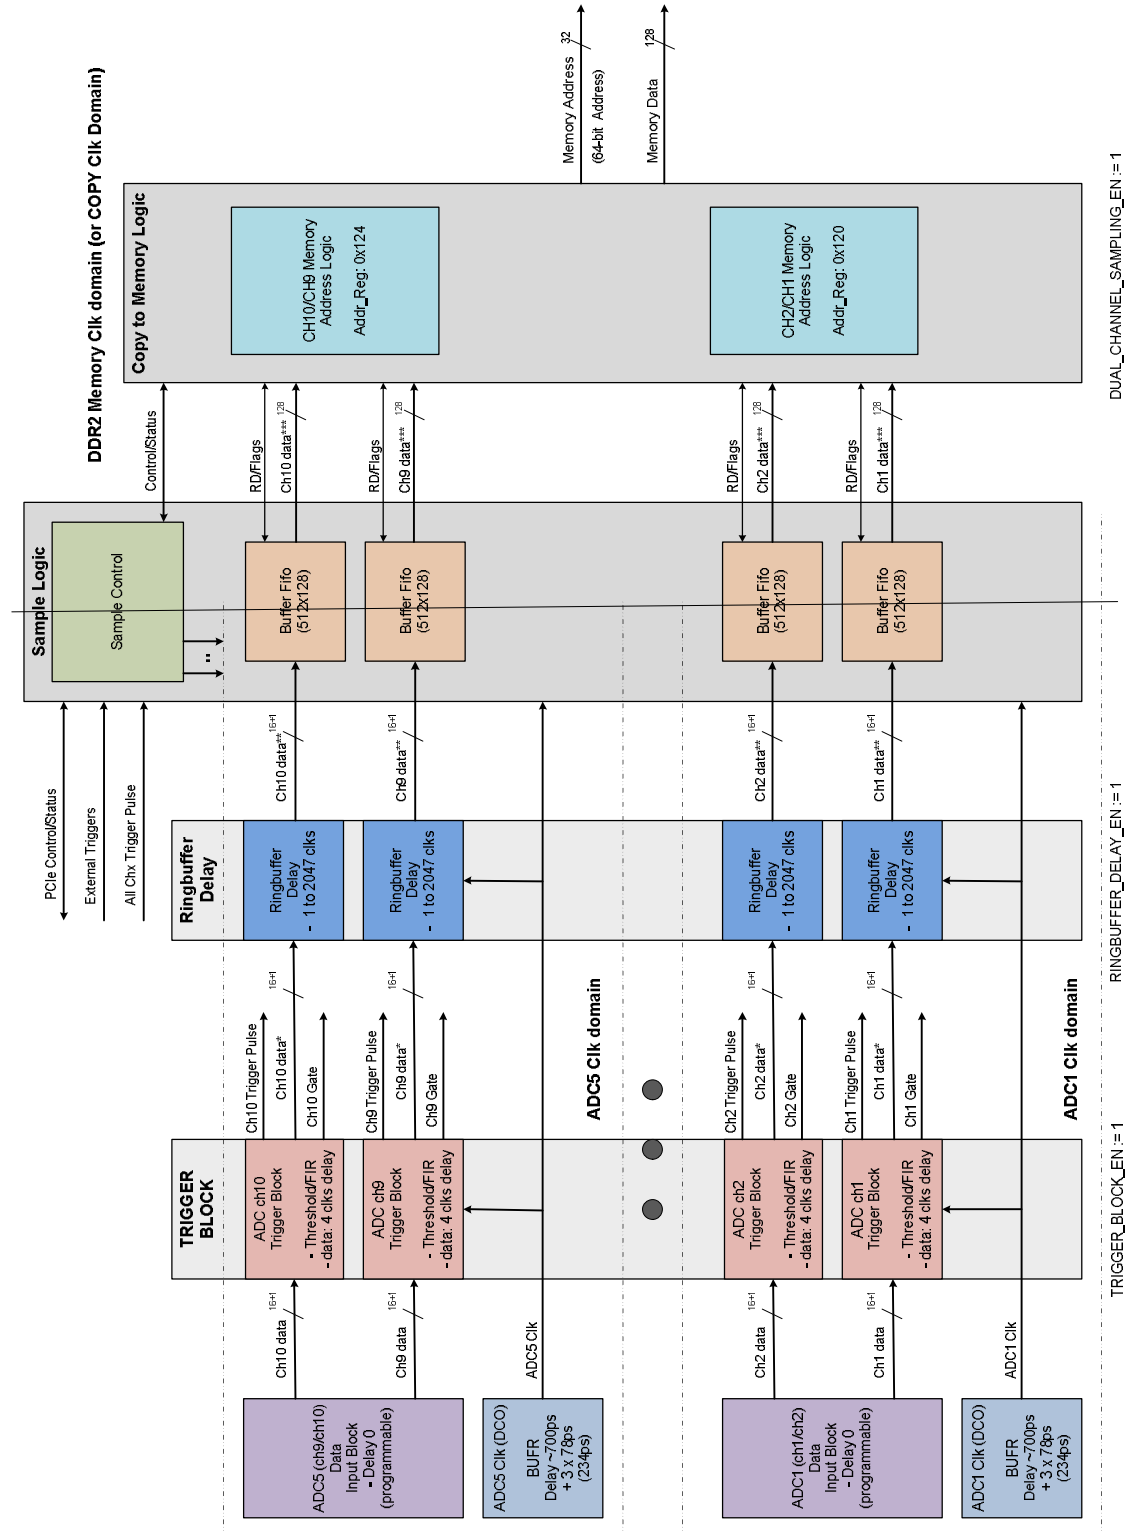 DDR2 Memory Clk domain (or COPY Clk Domain)
Memory Address
32
(64-bit Address)
Memory Data
128
Copy to Memory Logic
CH10/CH9 Memory
Address Logic
Addr_Reg: 0x124
CH2/CH1 Memory
Address Logic
Addr_Reg: 0x120
DUAL_CHANNEL_SAMPLING_EN := 1
Control/Status
RD/Flags
Ch10 data***
128
RD/Flags
Ch9 data***
128
RD/Flags
Ch2 data***
128
RD/Flags
Ch1 data***
128
Sample Logic
Sample Control
..
Buffer Fifo
(512x128)
Buffer Fifo
(512x128)
Buffer Fifo
(512x128)
Buffer Fifo
(512x128)
PCIe Control/Status
External Triggers
All Chx Trigger Pulse
Ch10 data**
16+1
Ch9 data**
16+1
Ch2 data**
16+1
Ch1 data**
16+1
Ringbuffer
Delay
Ringbuffer
Delay
- 1 to 2047 clks
Ringbuffer
Delay
- 1 to 2047 clks
Ringbuffer
Delay
- 1 to 2047 clks
Ringbuffer
Delay
- 1 to 2047 clks
RINGBUFFER_DELAY_EN := 1
Ch10 Trigger Pulse
Ch10 data*
16+1
Ch10 Gate
Ch9 Trigger Pulse
Ch9 data*
16+1
Ch9 Gate
ADC5 Clk domain
Ch2 Trigger Pulse
Ch2 data*
16+1
Ch2 Gate
Ch1 Trigger Pulse
Ch1 data*
16+1
Ch1 Gate
ADC1 Clk domain
TRIGGER
BLOCK
ADC ch10
Trigger Block
- Threshold/FIR
- data: 4 clks delay
ADC ch9
Trigger Block
- Threshold/FIR
- data: 4 clks delay
ADC ch2
Trigger Block
- Threshold/FIR
- data: 4 clks delay
ADC ch1
Trigger Block
- Threshold/FIR
- data: 4 clks delay
TRIGGER_BLOCK_EN := 1
Ch10 data
16+1
Ch9 data
16+1
ADC5 Clk
Ch2 data
16+1
Ch1 data
16+1
ADC1 Clk
ADC5 (ch9/ch10)
Data
Input Block
- Delay 0
(programmable)
ADC5 Clk (DCO)
BUFR
Delay ~700ps
+ 3 x 78ps
(234ps)
ADC1 (ch1/ch2)
Data
Input Block
- Delay 0
(programmable)
ADC1 Clk (DCO)
BUFR
Delay ~700ps
+ 3 x 78ps
(234ps)